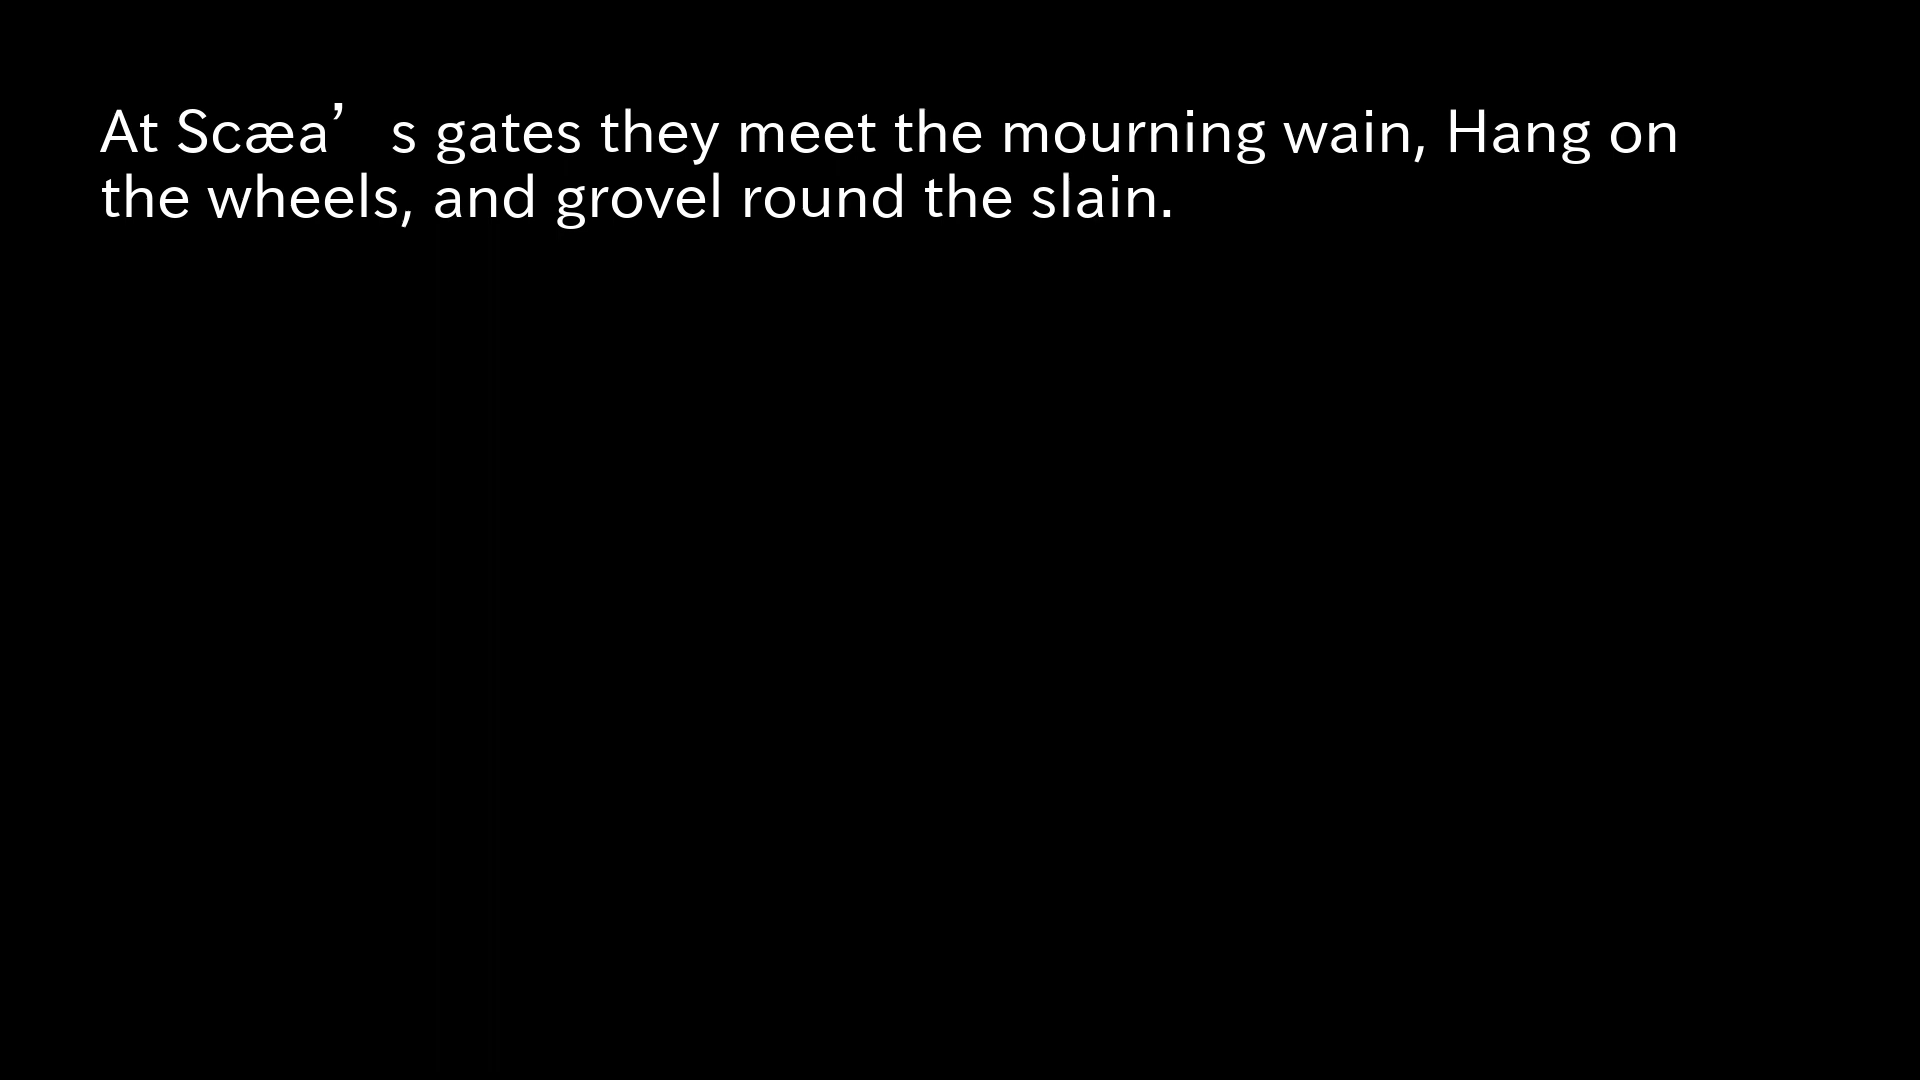 At Scæa’s gates they meet the mourning wain, Hang on
the wheels, and grovel round the slain.